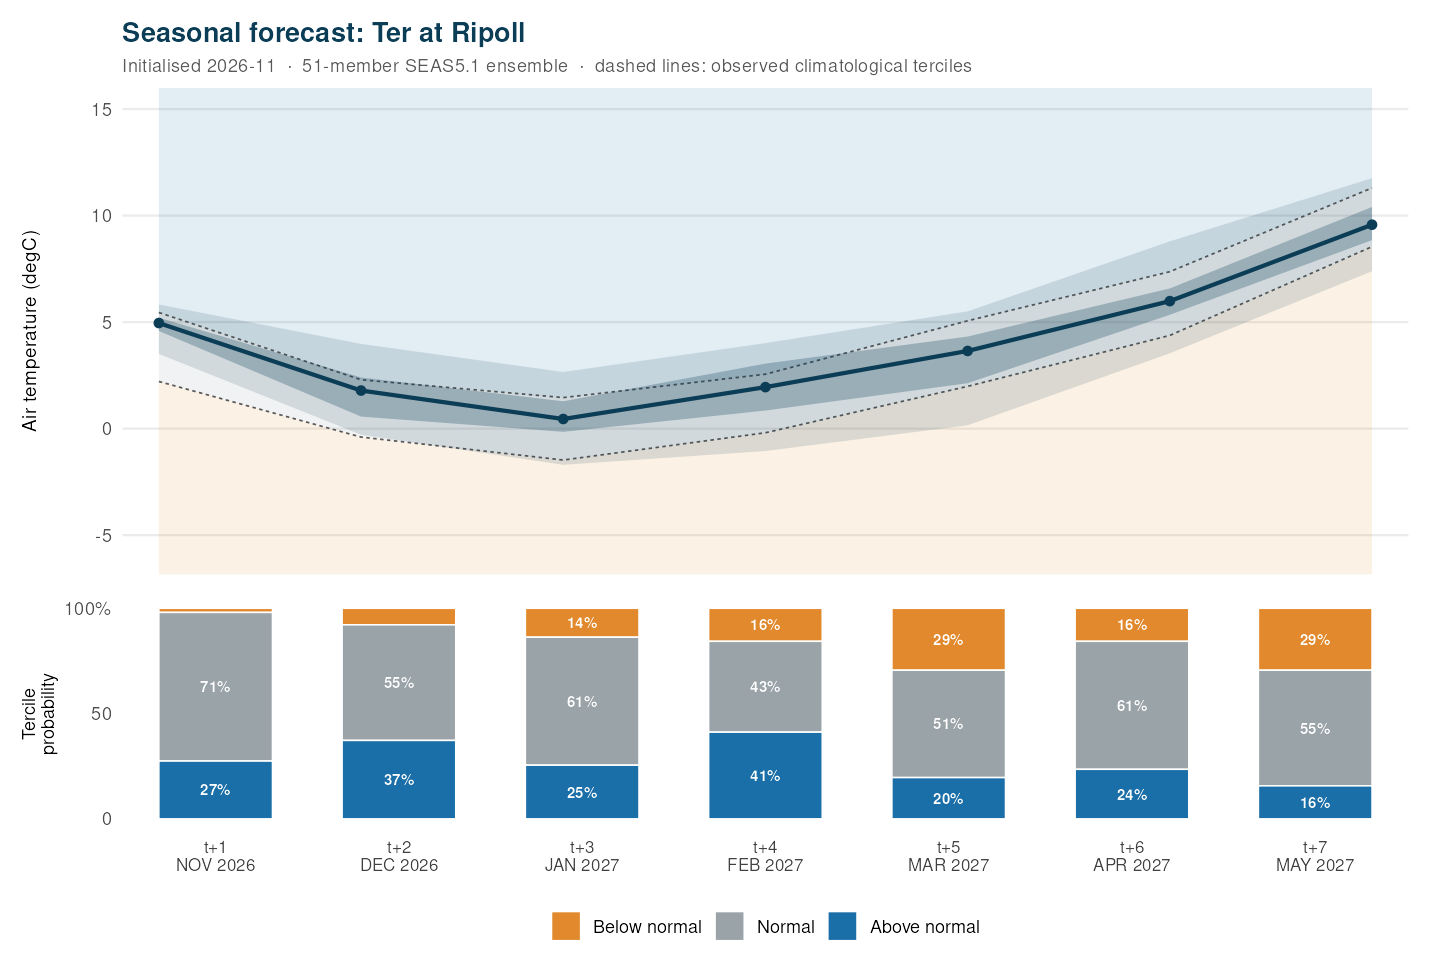 Seasonal forecast: Ter at Ripoll
Initialised 2026-11 · 51-member SEAS5.1 ensemble · dashed lines: observed climatological terciles
Air temperature (degC)
15
10
5
0
-5
Tercile
probability
100%
50
0
14%
16%
29%
16%
29%
71%
55%
61%
43%
51%
61%
55%
27%
37%
25%
41%
20%
24%
16%
t+1
NOV 2026
t+2
DEC 2026
t+3
JAN 2027
t+4
FEB 2027
t+5
MAR 2027
t+6
APR 2027
t+7
MAY 2027
Below normal
Normal
Above normal